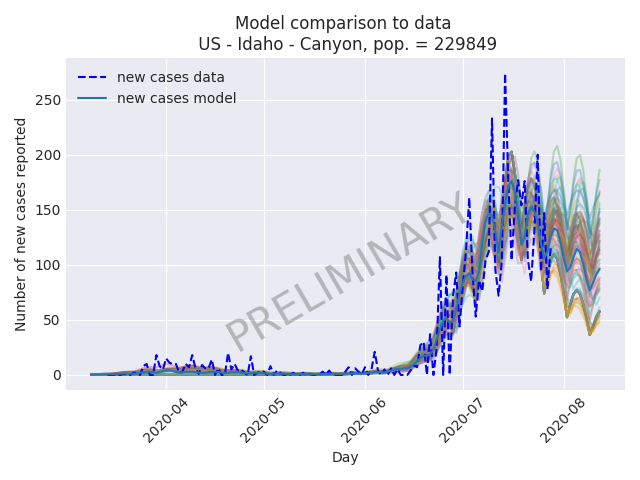 Model comparison to data
US - Idaho - Canyon, pop. = 229849
new cases data
new cases model
Number of new cases reported
250
200
150
100
50
0
PRELIMINARY
2020-04
2020-05
2020-06
2020-07
2020-08
Day